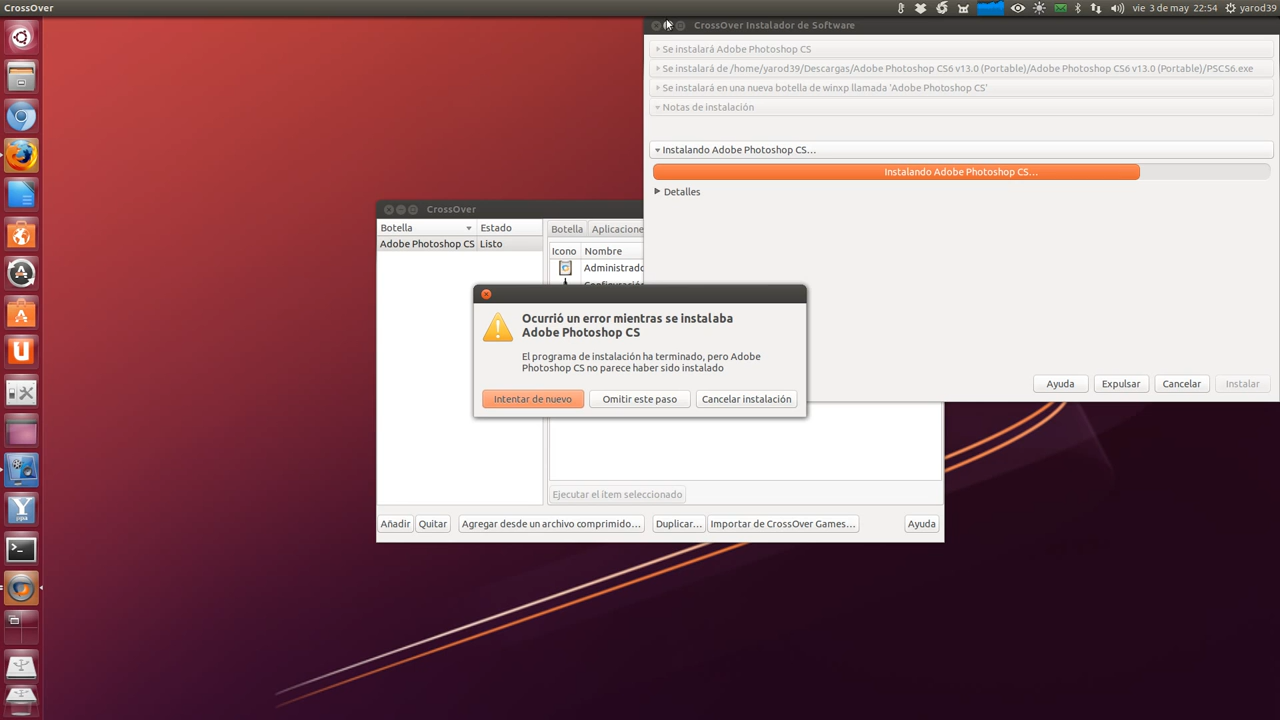 CrossOver
vie 3 de may 22:54 yarod39
CrossOver Instalador de Software
Se instalará Adobe Photoshop CS
Se instalará de /home/yarod39/Descargas/Adobe Photoshop CS6 v13.0 (Portable)/Adobe Photoshop CS6 v13.0 (Portable)/PSCS6.exe
Se instalará en una nueva botella de winxp llamada 'Adobe Photoshop CS'
Notas de instalación
Instalando Adobe Photoshop CS...
Instalando Adobe Photoshop CS...
Detalles
Ayuda Expulsar Cancelar Instalar
CrossOver
Botella Estado
Adobe Photoshop CS Listo
Botella Aplicacione
Icono Nombre
Administrado
Ocurrió un error mientras se instalaba
Adobe Photoshop CS
El programa de instalación ha terminado, pero Adobe
Photoshop CS no parece haber sido instalado
Intentar de nuevo Omitir este paso Cancelar instalación
Ejecutar el ítem seleccionado
Añadir Quitar Agregar desde un archivo comprimido... Duplicar... Importar de CrossOver Games... Ayuda